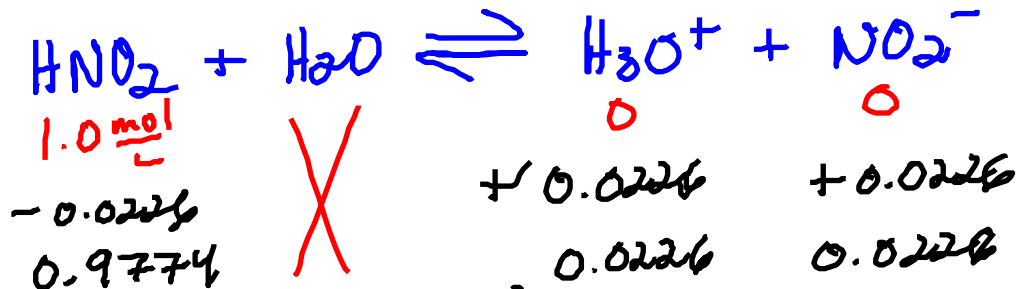 HNO₂ + H₂O ⇌ H₃O⁺ + NO₂⁻
1.0 mol/L 0 0
-0.0226 + 0.0226 + 0.0226
0.9774 0.0226 0.0226